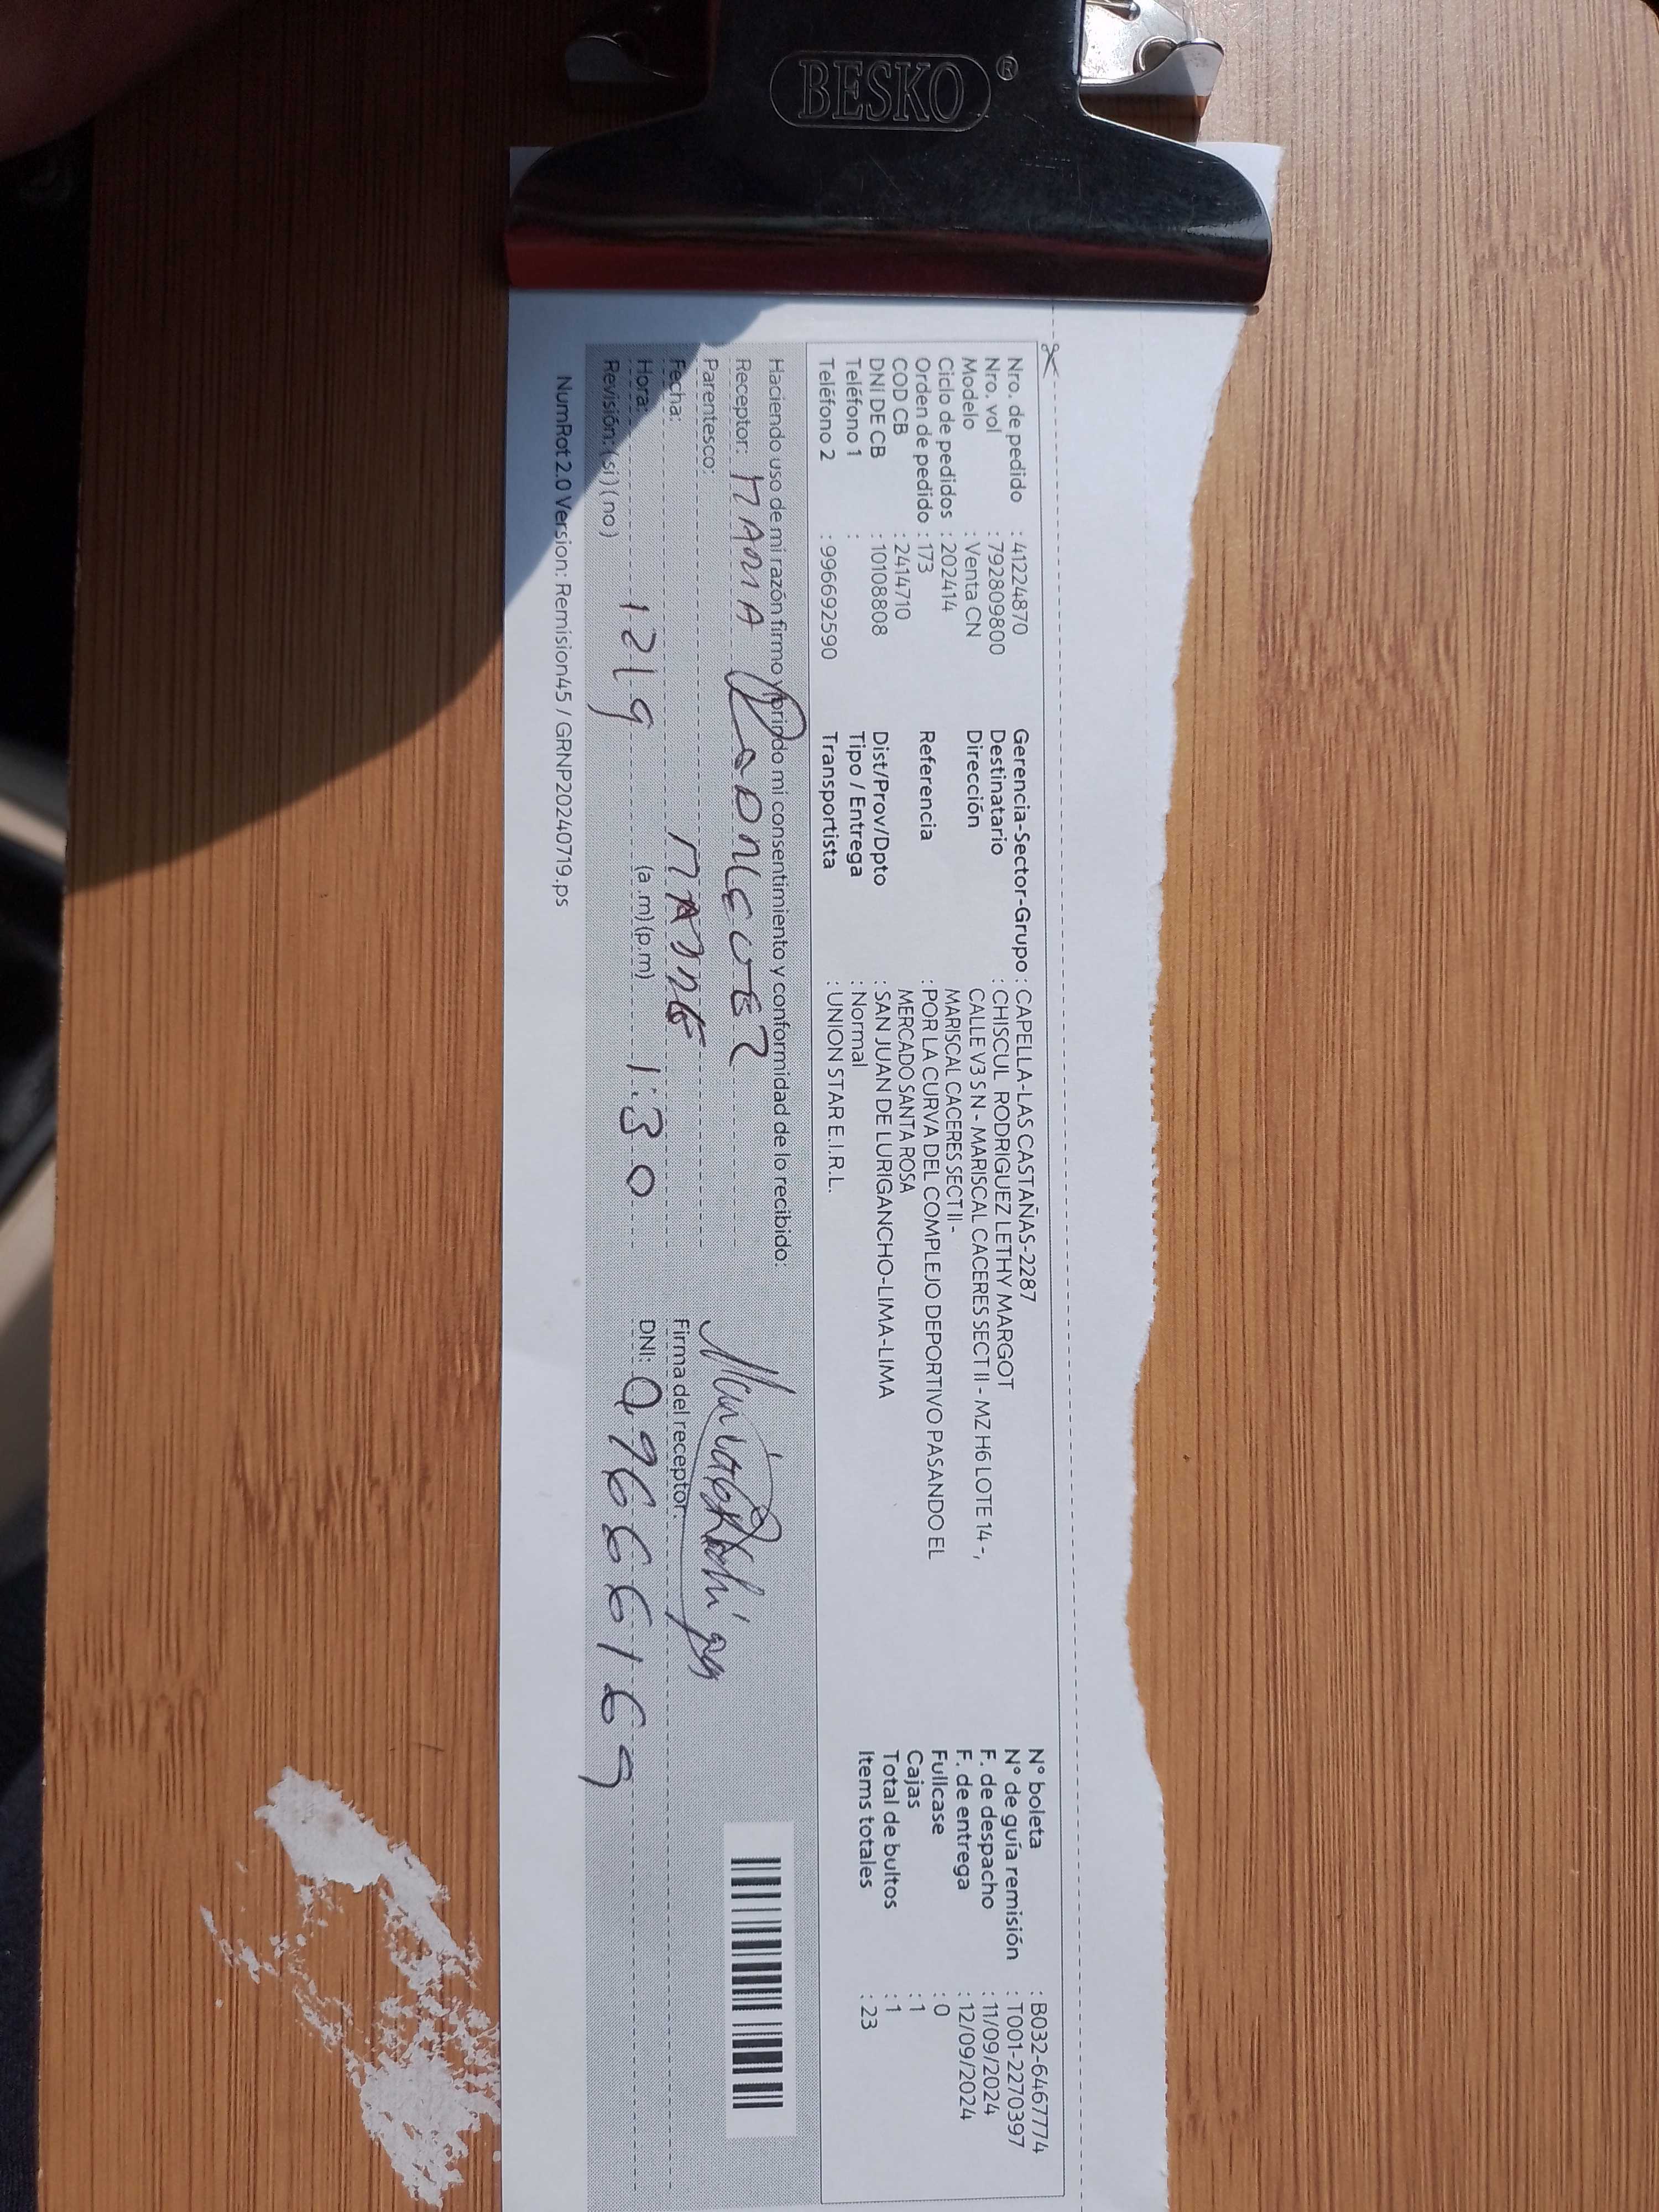 BESKO ®
Nro. de pedido : 41224870
Nro. vol : 792809800
Modelo : Venta CN
Ciclo de pedidos : 202414
Orden de pedido : 173
COD CB : 2414710
DNI DE CB : 10108808
Teléfono 1 :
Teléfono 2 : 996692590
Gerencia-Sector-Grupo : CAPELLA-LAS CASTAÑAS-2287
Destinatario : CHISCUL RODRIGUEZ LETHY MARGOT
Dirección CALLE V3 S N - MARISCAL CACERES SECT II - MZ H6 LOTE 14 -,
MARISCAL CACERES SECT II -
Referencia : POR LA CURVA DEL COMPLEJO DEPORTIVO PASANDO EL
MERCADO SANTA ROSA
Dist/Prov/Dpto : SAN JUAN DE LURIGANCHO-LIMA-LIMA
Tipo / Entrega : Normal
Transportista : UNION STAR E.I.R.L.
N° boleta : B032-6467774
N° de guía remisión : T001-2270397
F. de despacho : 11/09/2024
F. de entrega : 12/09/2024
Fullcase : 0
Cajas : 1
Total de bultos : 1
Items totales : 23
Haciendo uso de mi razón firmo y brindo mi consentimiento y conformidad de lo recibido:
Receptor: MARIA
Parentesco:
Fecha: 12/9
Hora: (a.m) (p.m) 1:30
Revisión: (si) (no)
Firma del receptor:
DNI: 09666169
NumRot 2.0 Version: Remision45 / GRNP20240719.ps